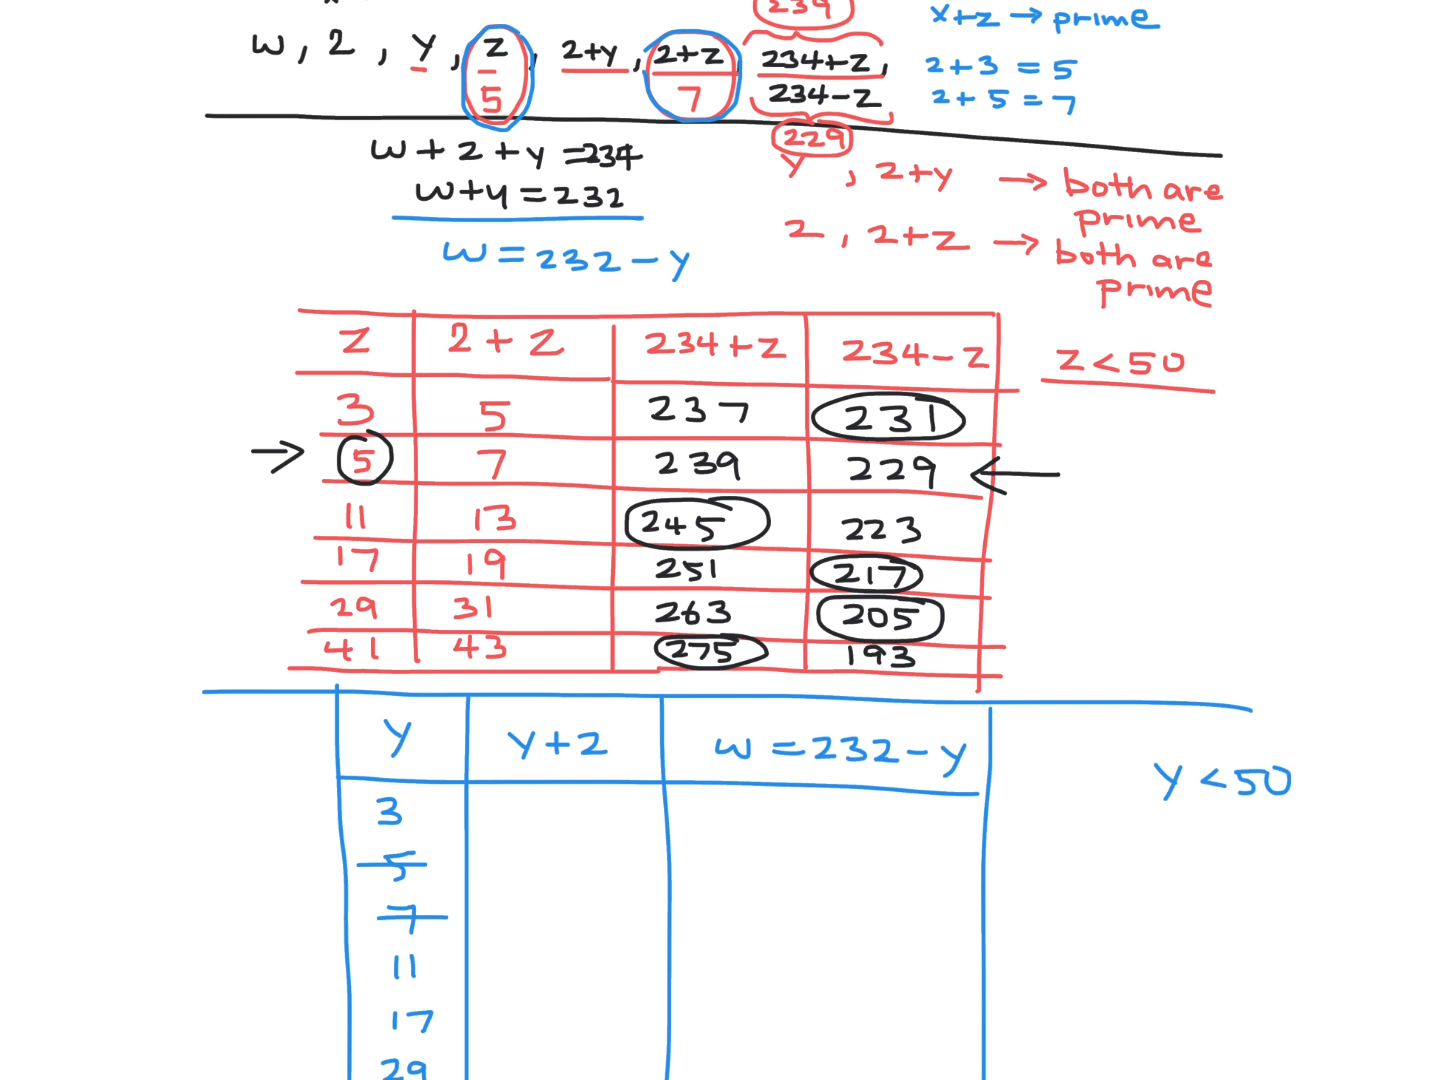 239
x+z → prime
w, 2, y, z, 2+y, 2+z, 234+z,
5 7 234-z
2+3 = 5
2+5 = 7
229
w+2+y = 234
w+y = 232
w = 232-y
y, 2+y → both are
prime
2, 2+z → both are
prime
z 2+z 234+z 234-z
z < 50
3 5 237 231
→ 5 7 239 229 ←
11 13 245 223
17 19 251 217
29 31 263 205
41 43 275 193
y y+2 w = 232-y
y < 50
3
5
7
11
17
29